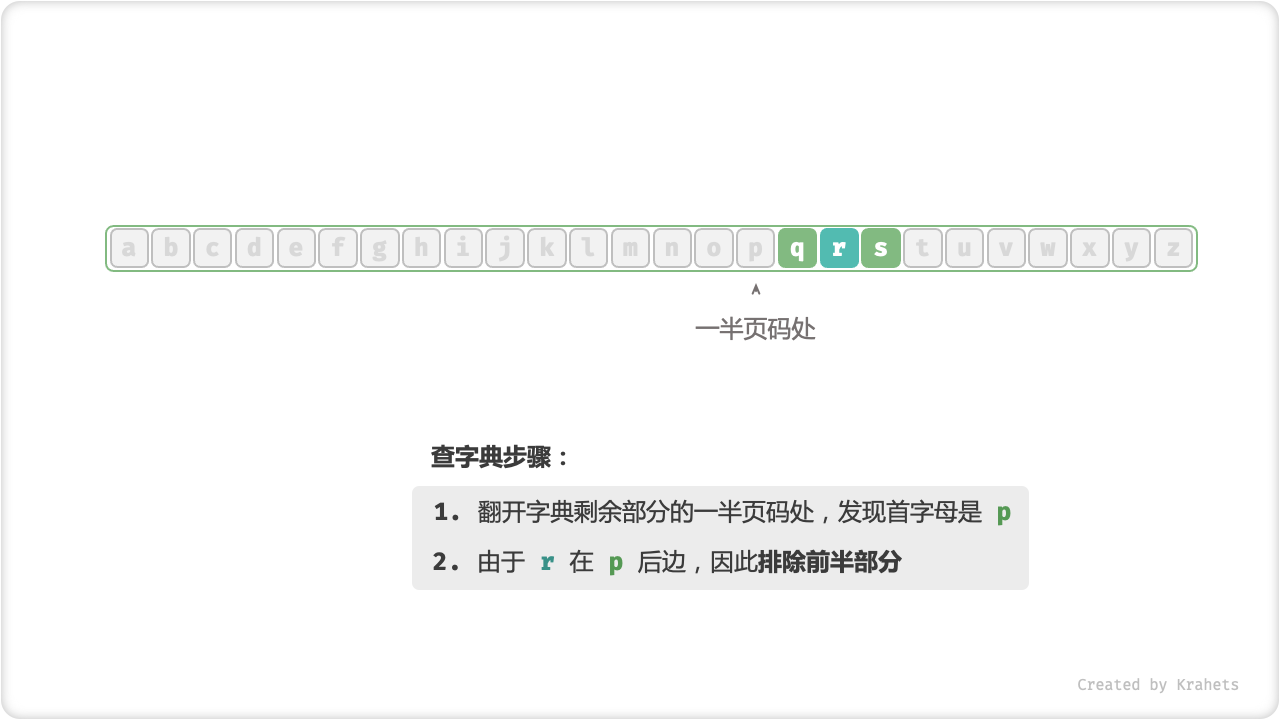 a b c d e f g h i j k l m n o p q r s t u v w x y z
一半页码处
查字典步骤：
1. 翻开字典剩余部分的一半页码处，发现首字母是 p
2. 由于 r 在 p 后边，因此排除前半部分
Created by Krahets